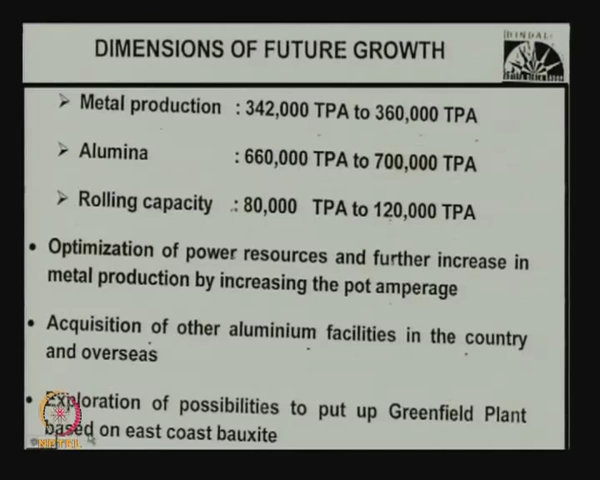 DIMENSIONS OF FUTURE GROWTH
HINDAL
➢ Metal production : 342,000 TPA to 360,000 TPA
➢ Alumina : 660,000 TPA to 700,000 TPA
➢ Rolling capacity : 80,000 TPA to 120,000 TPA
• Optimization of power resources and further increase in
metal production by increasing the pot amperage
• Acquisition of other aluminium facilities in the country
and overseas
• Exploration of possibilities to put up Greenfield Plant
based on east coast bauxite
NPTEL